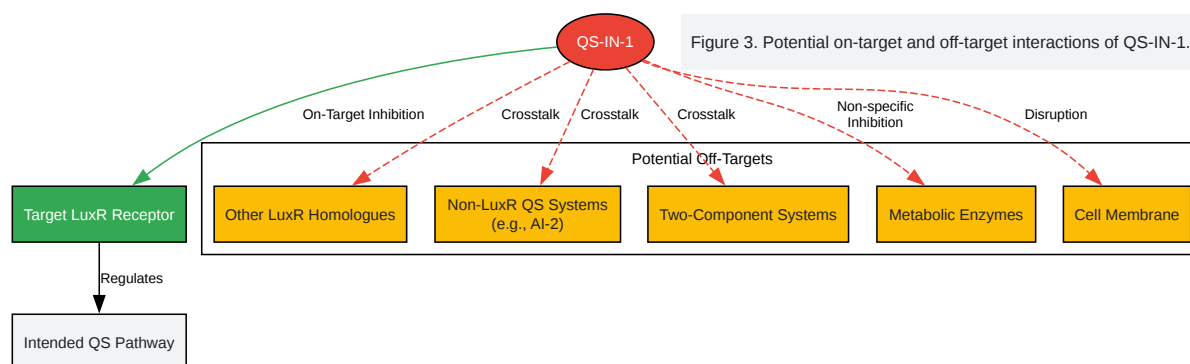 QS-IN-1
Figure 3. Potential on-target and off-target interactions of QS-IN-1.
On-Target Inhibition
Crosstalk
Crosstalk
Crosstalk
Non-specific
Inhibition
Disruption
Potential Off-Targets
Target LuxR Receptor
Other LuxR Homologues
Non-LuxR QS Systems
(e.g., AI-2)
Two-Component Systems
Metabolic Enzymes
Cell Membrane
Regulates
Intended QS Pathway